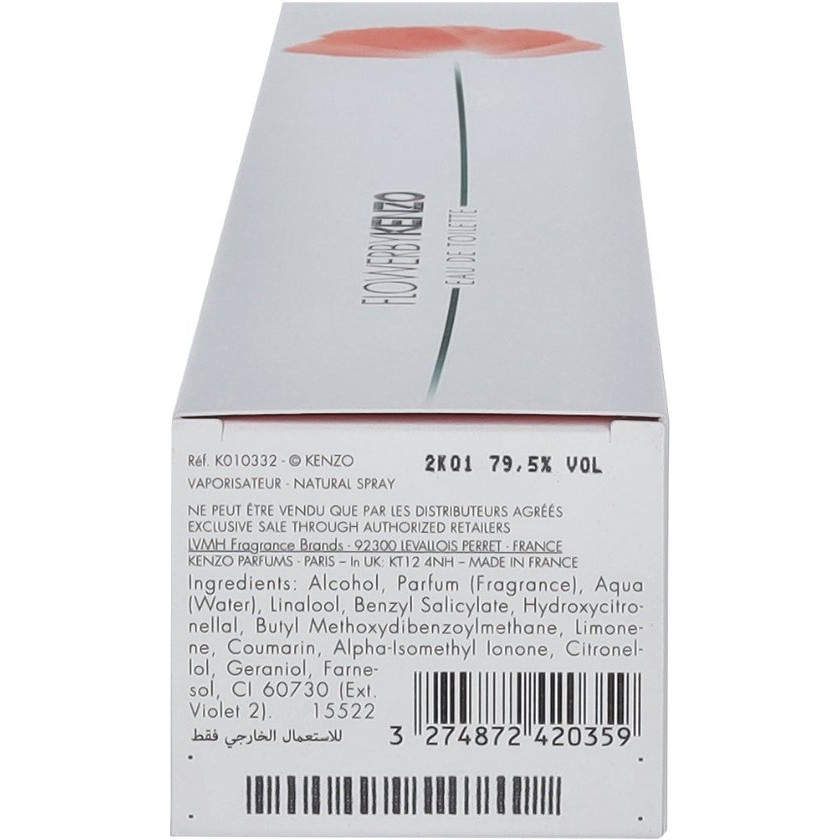 FLOWERBYKENZO
EAU DE TOILETTE
Réf. K010332 - © KENZO
2K01 79,5% VOL
VAPORISATEUR - NATURAL SPRAY
NE PEUT ÊTRE VENDU QUE PAR LES DISTRIBUTEURS AGRÉÉS
EXCLUSIVE SALE THROUGH AUTHORIZED RETAILERS
LVMH Fragrance Brands - 92300 LEVALLOIS PERRET - FRANCE
KENZO PARFUMS - PARIS – In UK: KT12 4NH – MADE IN FRANCE
Ingredients: Alcohol, Parfum (Fragrance), Aqua
(Water), Linalool, Benzyl Salicylate, Hydroxycitro-
nellal, Butyl Methoxydibenzoylmethane, Limone-
ne, Coumarin, Alpha-Isomethyl Ionone, Citronel-
lol, Geraniol, Farne-
sol, CI 60730 (Ext.
Violet 2). 15522
للاستعمال الخارجي فقط
3 274872 420359